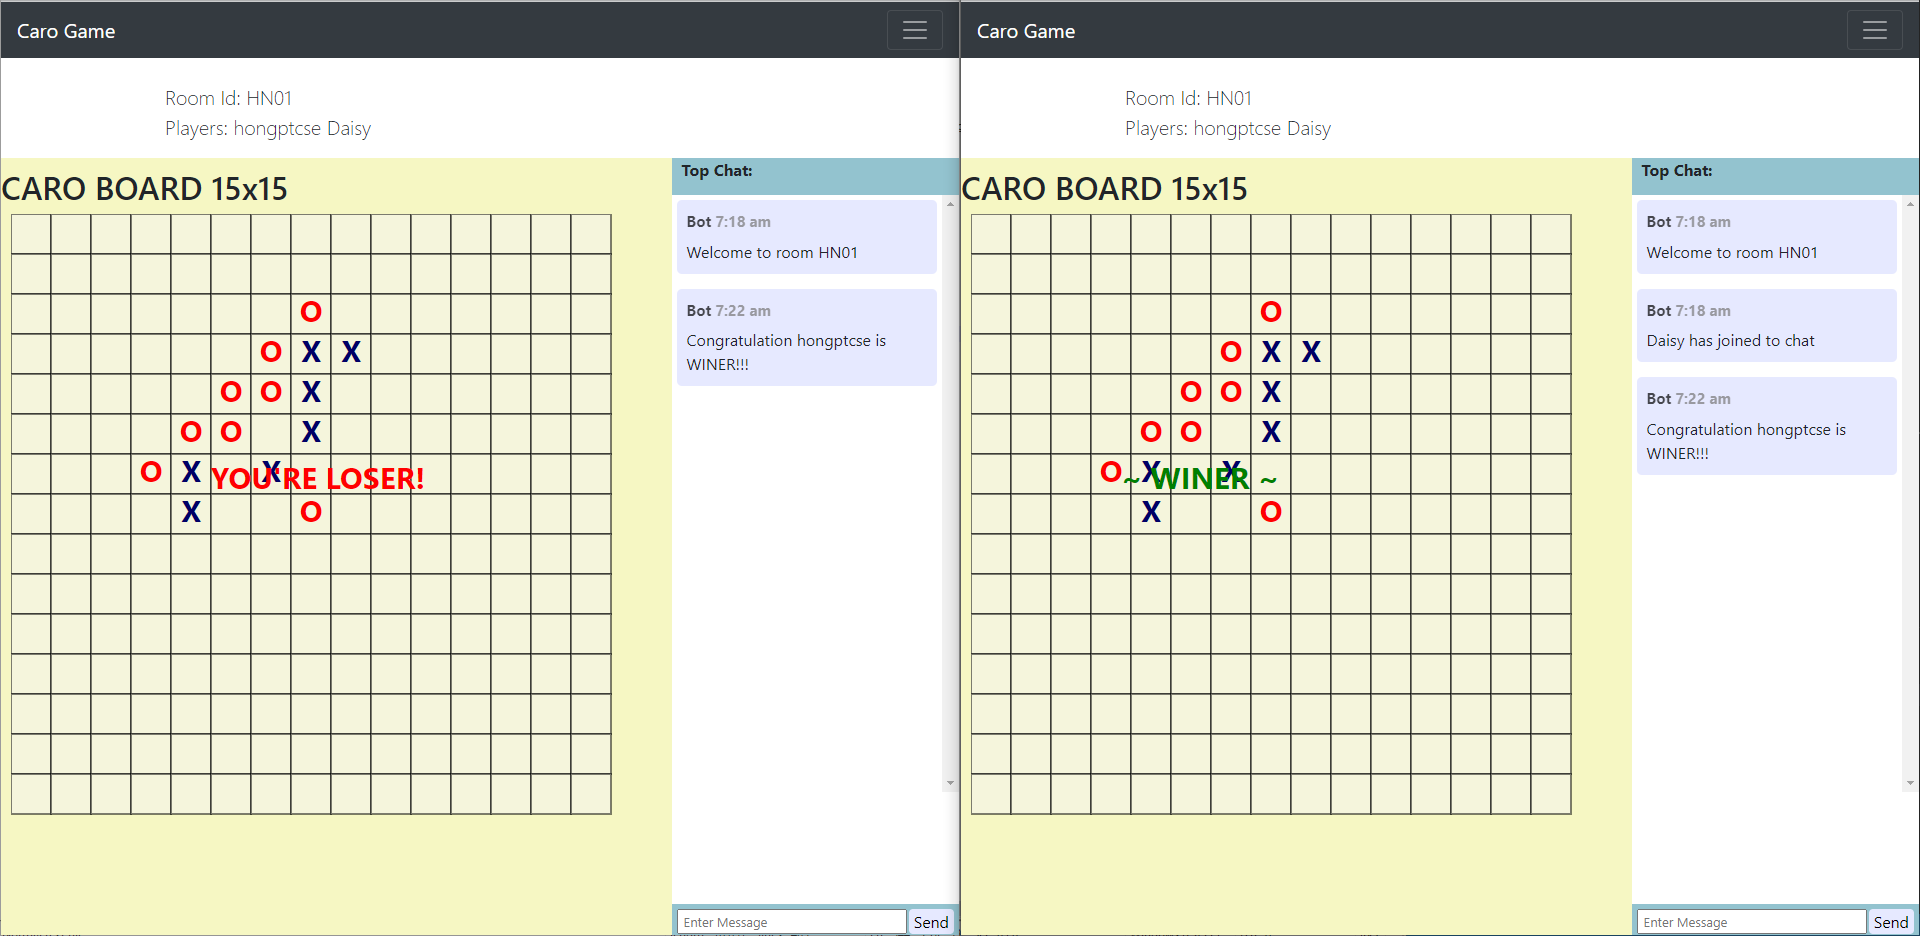 Caro Game
Room Id: HN01
Players: hongptcse Daisy
CARO BOARD 15x15
O
O X X
O O X
O O X
O X X
YOU'RE LOSER!
X O
Top Chat:
Bot 7:18 am
Welcome to room HN01
Bot 7:22 am
Congratulation hongptcse is
WINER!!!
Enter Message
Send
Caro Game
Room Id: HN01
Players: hongptcse Daisy
CARO BOARD 15x15
O
O X X
O O X
O O X
O X X
~ WINER ~
X O
Top Chat:
Bot 7:18 am
Welcome to room HN01
Bot 7:18 am
Daisy has joined to chat
Bot 7:22 am
Congratulation hongptcse is
WINER!!!
Enter Message
Send